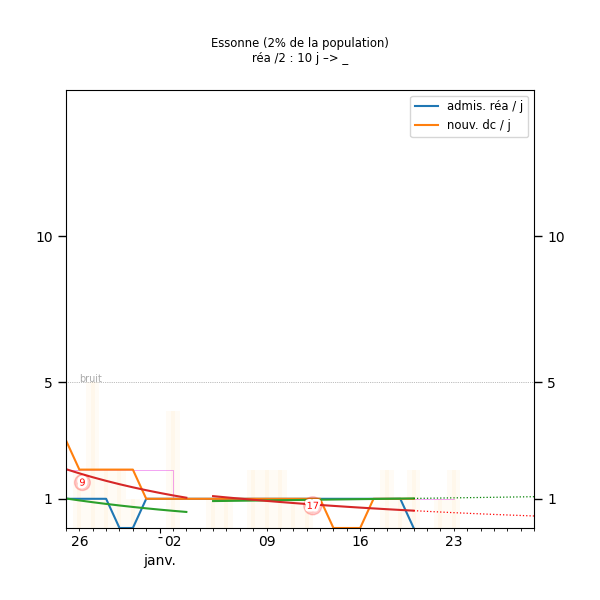 Essonne (2% de la population)
réa /2 : 10 j –> _
admis. réa / j
nouv. dc / j
10
10
bruit
5
5
9
17
1
1
26
02
09
16
23
janv.